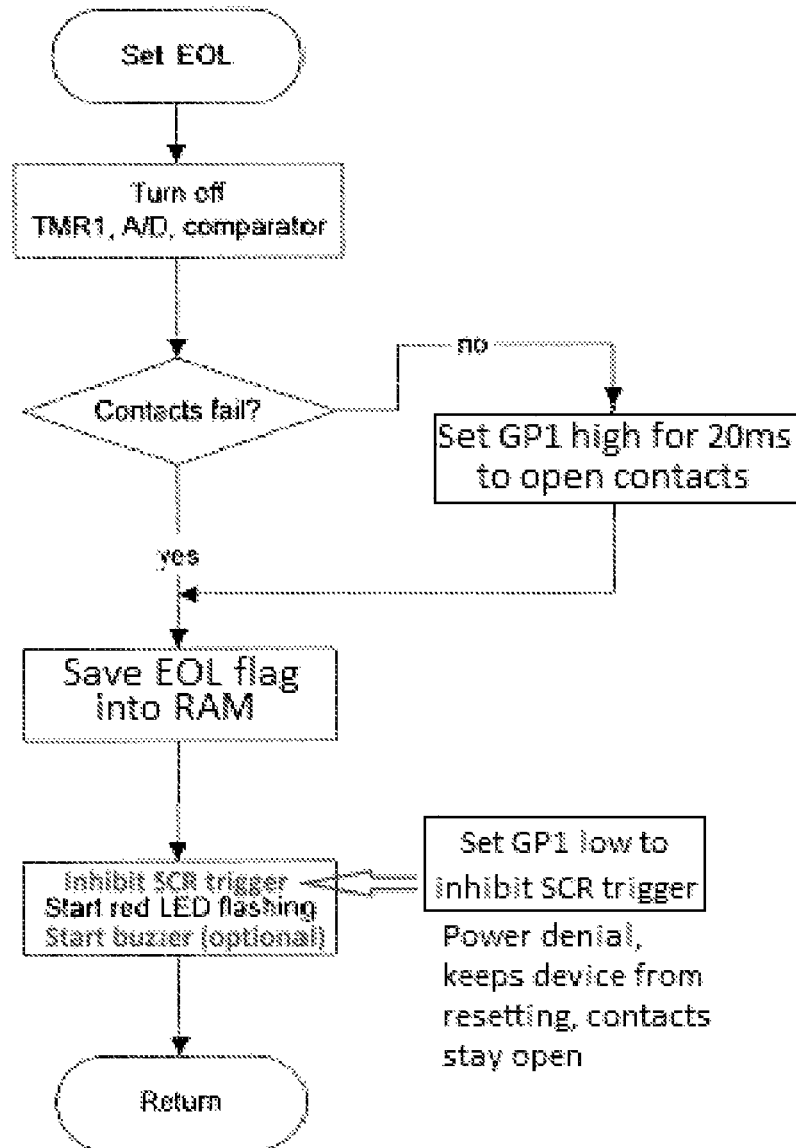 Set EOL
Turn off
TMR1, A/D, comparator
Contacts fail?
no
Set GP1 high for 20ms
to open contacts
yes
Save EOL flag
into RAM
Inhibit SCR trigger
Start red LED flashing
Start buzzer (optional)
Set GP1 low to
inhibit SCR trigger
Power denial,
keeps device from
resetting, contacts
stay open
Return